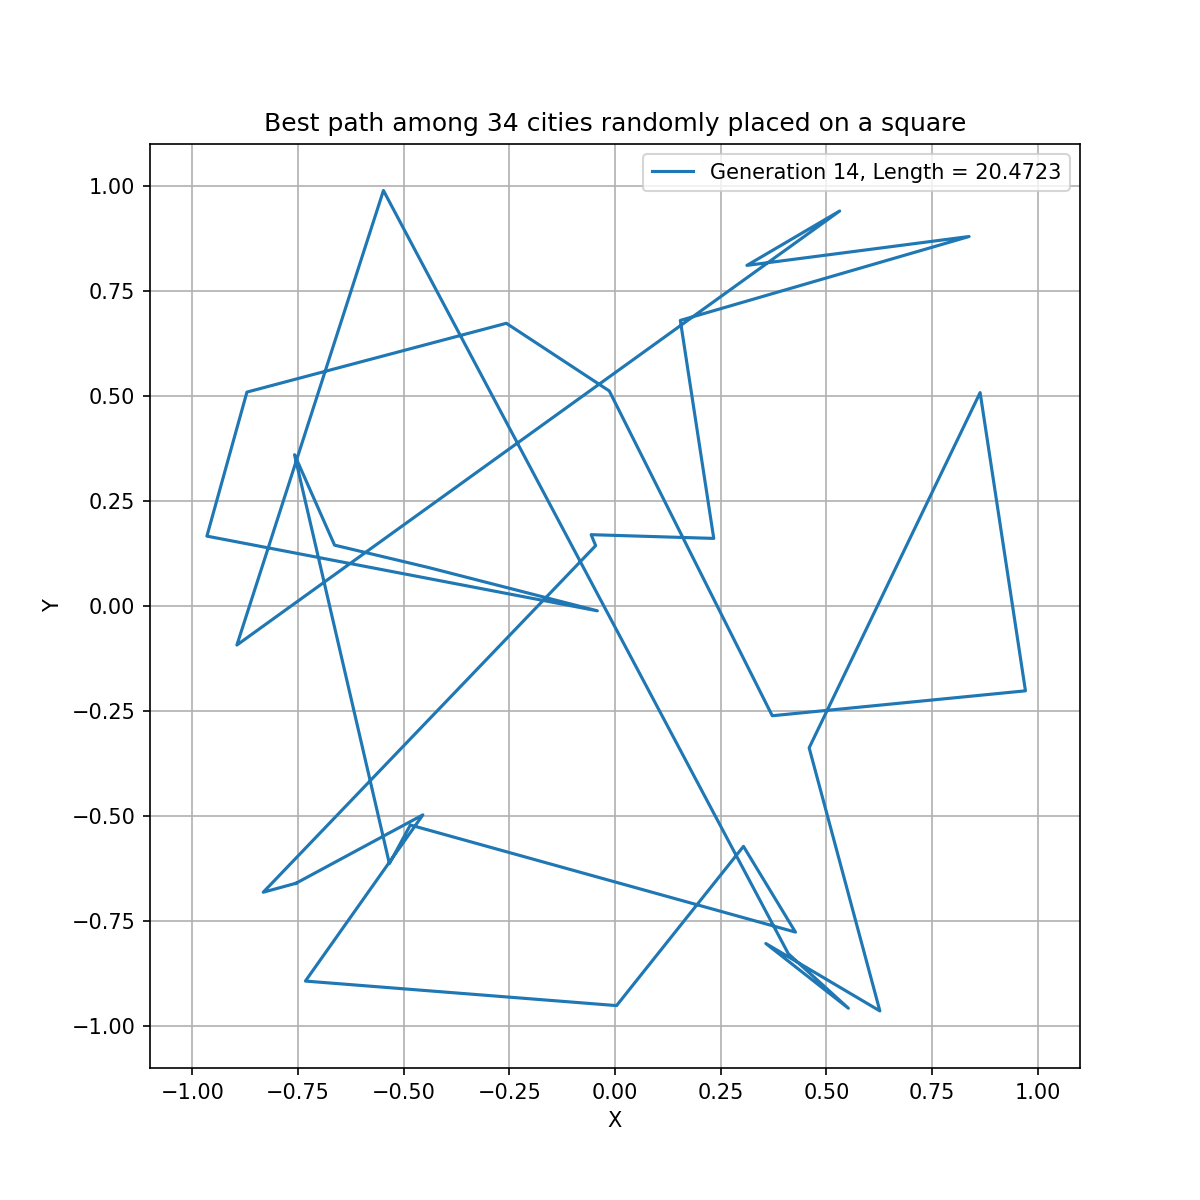 Best path among 34 cities randomly placed on a square
Generation 14, Length = 20.4723
1.00
0.75
0.50
0.25
0.00
−0.25
−0.50
−0.75
−1.00
Y
−1.00 −0.75 −0.50 −0.25 0.00 0.25 0.50 0.75 1.00
X